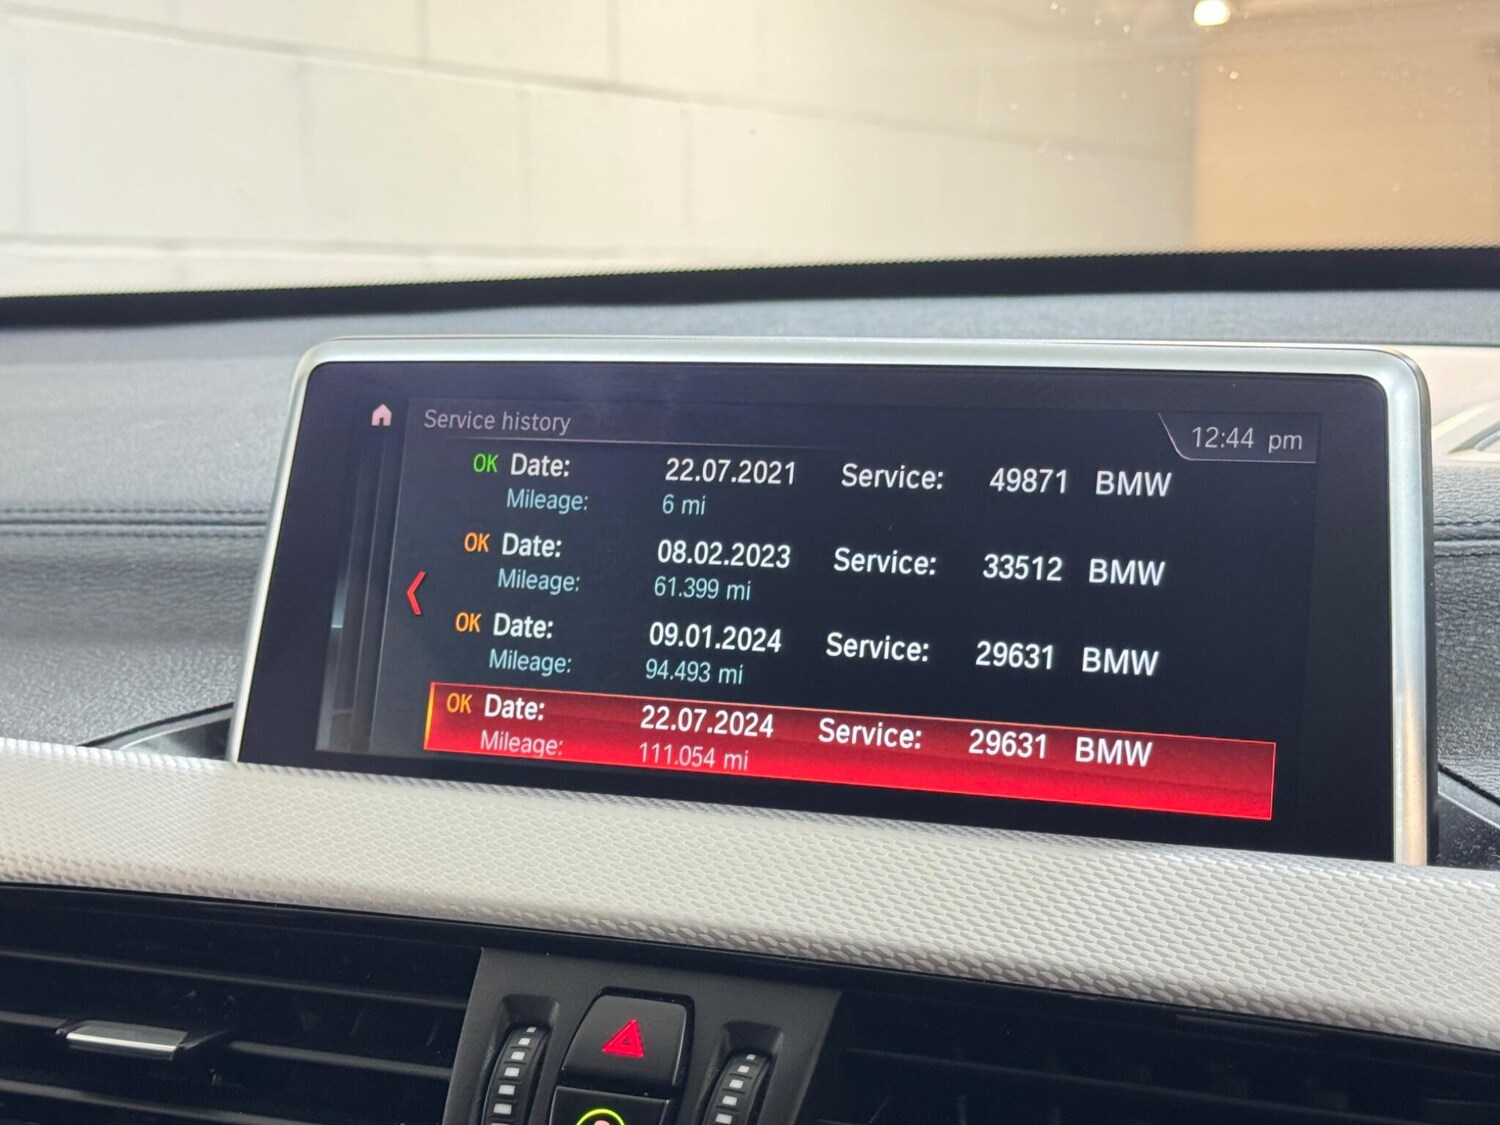 Service history
12:44 pm
OK Date: 22.07.2021 Service: 49871 BMW
Mileage: 6 mi
OK Date: 08.02.2023 Service: 33512 BMW
Mileage: 61.399 mi
OK Date: 09.01.2024 Service: 29631 BMW
Mileage: 94.493 mi
OK Date: 22.07.2024 Service: 29631 BMW
Mileage: 111.054 mi